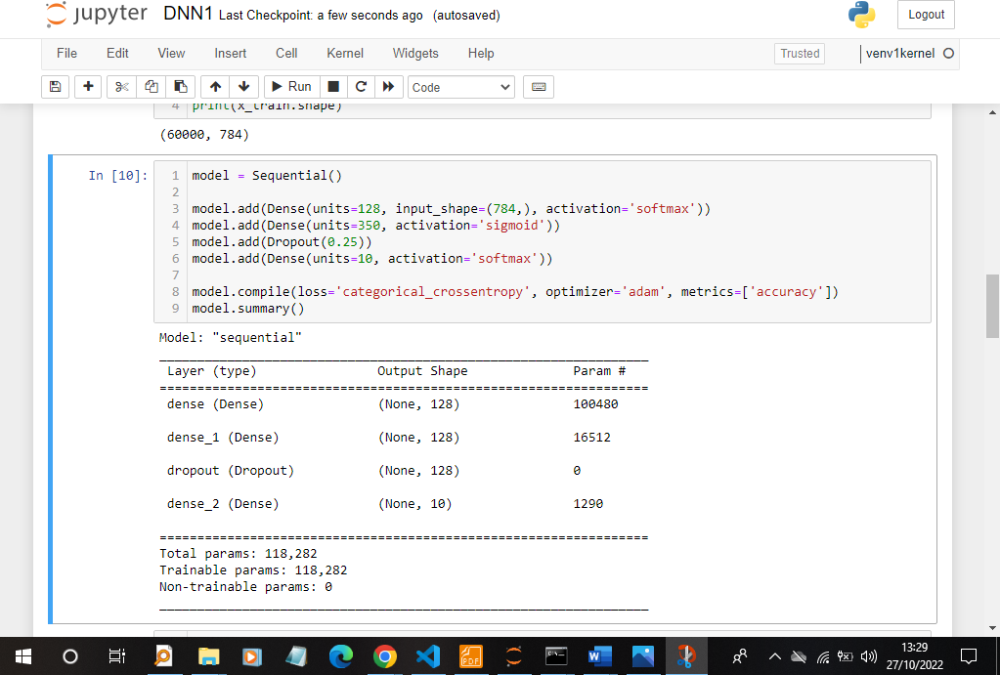 jupyter DNN1 Last Checkpoint: a few seconds ago (autosaved)
Logout
File Edit View Insert Cell Kernel Widgets Help
Trusted
venv1kernel
Run
Code
4 print(x_train.shape)
(60000, 784)
In [10]:
1 model = Sequential()
2
3 model.add(Dense(units=128, input_shape=(784,), activation='softmax'))
4 model.add(Dense(units=350, activation='sigmoid'))
5 model.add(Dropout(0.25))
6 model.add(Dense(units=10, activation='softmax'))
7
8 model.compile(loss='categorical_crossentropy', optimizer='adam', metrics=['accuracy'])
9 model.summary()
Model: "sequential"
_________________________________________________________________
Layer (type) Output Shape Param #
=================================================================
dense (Dense) (None, 128) 100480
dense_1 (Dense) (None, 128) 16512
dropout (Dropout) (None, 128) 0
dense_2 (Dense) (None, 10) 1290
=================================================================
Total params: 118,282
Trainable params: 118,282
Non-trainable params: 0
_________________________________________________________________
PDF
W
13:29
27/10/2022